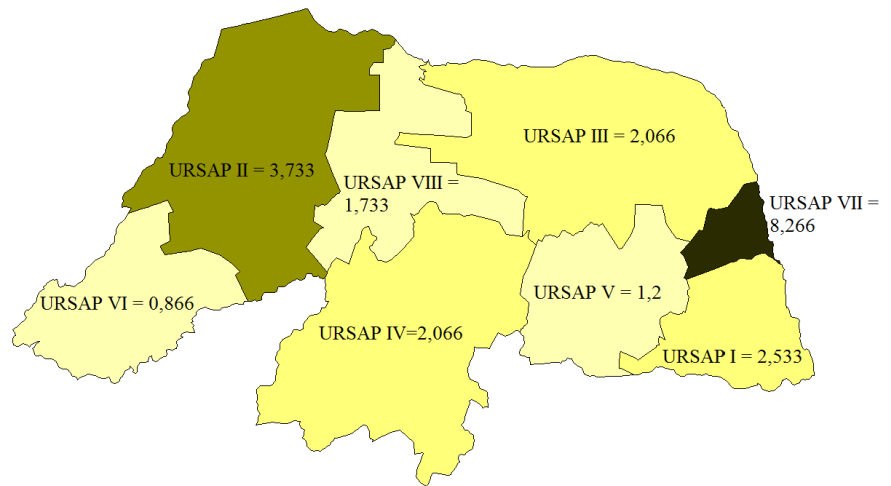 URSAP III = 2,066
URSAP II = 3,733
URSAP VIII =
1,733
URSAP VII =
8,266
URSAP VI = 0,866
URSAP V = 1,2
URSAP IV=2,066
URSAP I = 2,533